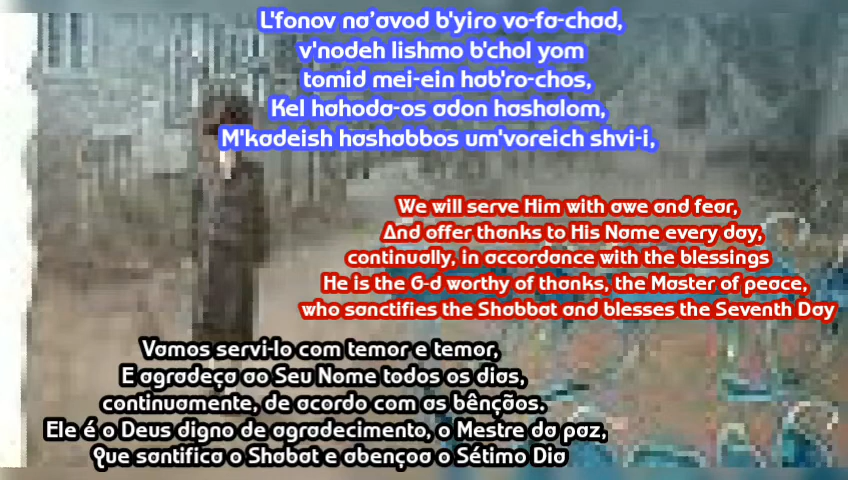 L'fonov na'avod b'yiro vo-fa-chad,
v'nodeh lishmo b'chol yom
tomid mei-ein hab'ro-chos,
Kel hahoda-os adon hashalom,
M'kadeish hashabbos um'voreich shvi-i,
We will serve Him with awe and fear,
And offer thanks to His Name every day,
continually, in accordance with the blessings
He is the G-d worthy of thanks, the Master of peace,
who sanctifies the Shabbat and blesses the Seventh Day
Vamos servi-lo com temor e temor,
E agradeça ao Seu Nome todos os dias,
continuamente, de acordo com as bênçãos.
Ele é o Deus digno de agradecimento, o Mestre da paz,
Que santifica o Shabat e abençoa o Sétimo Dia